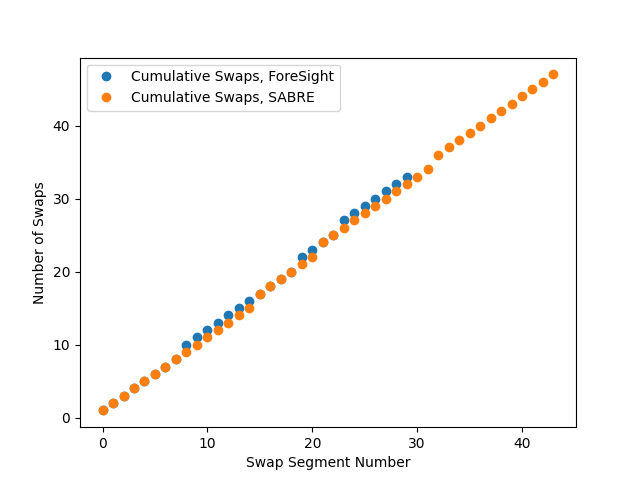 Cumulative Swaps, ForeSight
Cumulative Swaps, SABRE
Number of Swaps
40
30
20
10
0
0 10 20 30 40
Swap Segment Number